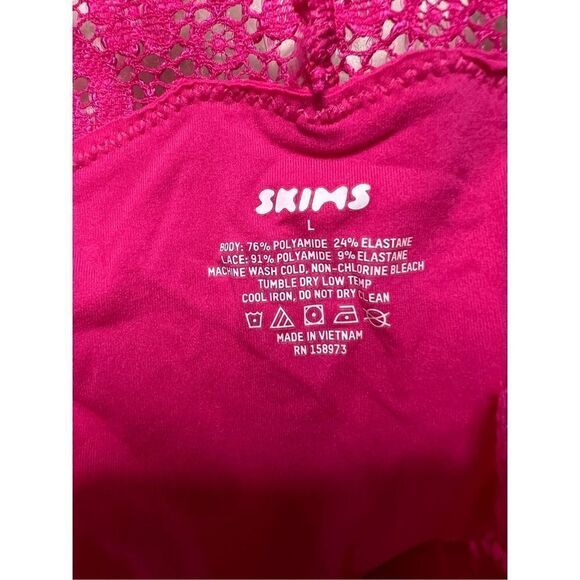 SKIMS
L
BODY: 76% POLYAMIDE 24% ELASTANE
LACE: 91% POLYAMIDE 9% ELASTANE
MACHINE WASH COLD, NON-CHLORINE BLEACH
TUMBLE DRY LOW TEMP
COOL IRON, DO NOT DRY CLEAN
MADE IN VIETNAM
RN 158973